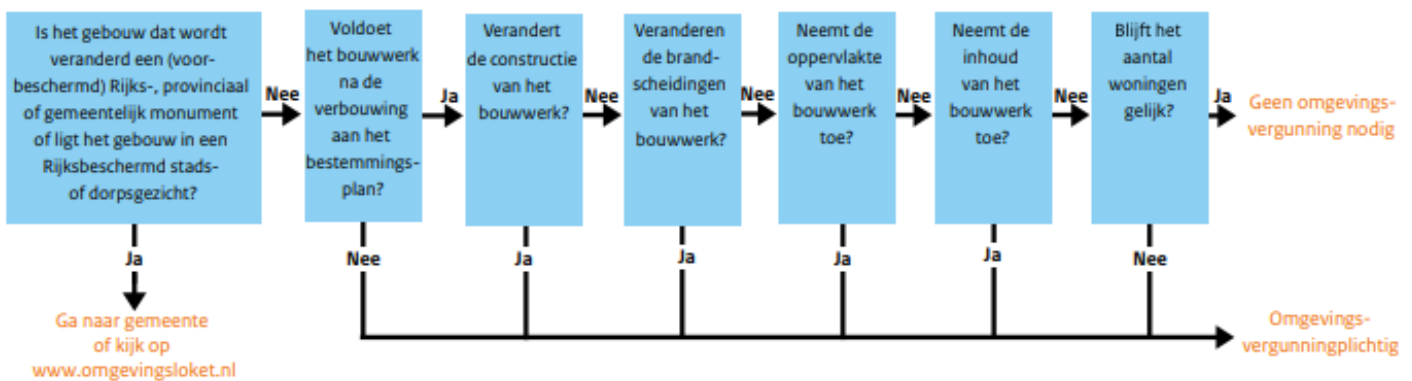 Is het gebouw dat wordt
veranderd een (voor-
beschermd) Rijks-, provinciaal
of gemeentelijk monument
of ligt het gebouw in een
Rijksbeschermd stads-
of dorpsgezicht?
Nee
Voldoet
het bouwwerk
na de
verbouwing
aan het
bestemmings-
plan?
Ja
Verandert
de constructie
van het
bouwwerk?
Nee
Veranderen
de brand-
scheidingen
van het
bouwwerk?
Nee
Neemt de
oppervlakte
van het
bouwwerk
toe?
Nee
Neemt de
inhoud
van het
bouwwerk
toe?
Nee
Blijft het
aantal
woningen
gelijk?
Ja
Geen omgevings-
vergunning nodig
Ja
Nee
Ja
Ja
Ja
Ja
Nee
Ga naar gemeente
of kijk op
www.omgevingsloket.nl
Omgevings-
vergunningplichtig